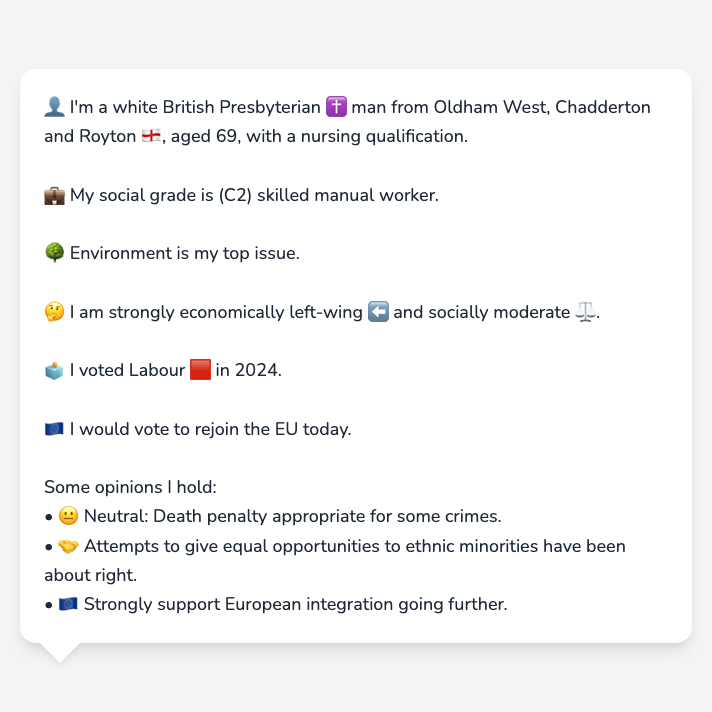 👤 I'm a white British Presbyterian ✝️ man from Oldham West, Chadderton
and Royton 🏴󠁧󠁢󠁥󠁮󠁧󠁿, aged 69, with a nursing qualification.
💼 My social grade is (C2) skilled manual worker.
🌳 Environment is my top issue.
🤔 I am strongly economically left-wing ⬅️ and socially moderate ⚖️.
🗳️ I voted Labour 🟥 in 2024.
🇪🇺 I would vote to rejoin the EU today.
Some opinions I hold:
• 😐 Neutral: Death penalty appropriate for some crimes.
• 🤝 Attempts to give equal opportunities to ethnic minorities have been
about right.
• 🇪🇺 Strongly support European integration going further.